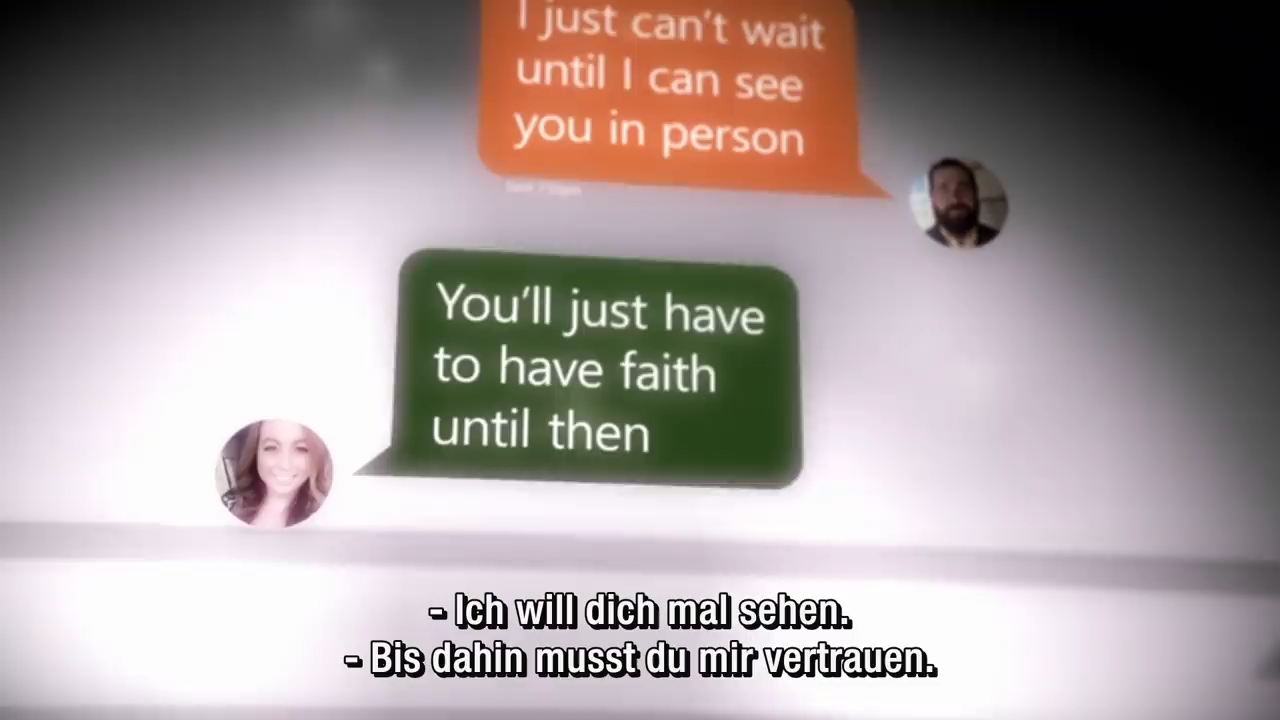 I just can't wait
until I can see
you in person
You'll just have
to have faith
until then
- Ich will dich mal sehen.
- Bis dahin musst du mir vertrauen.